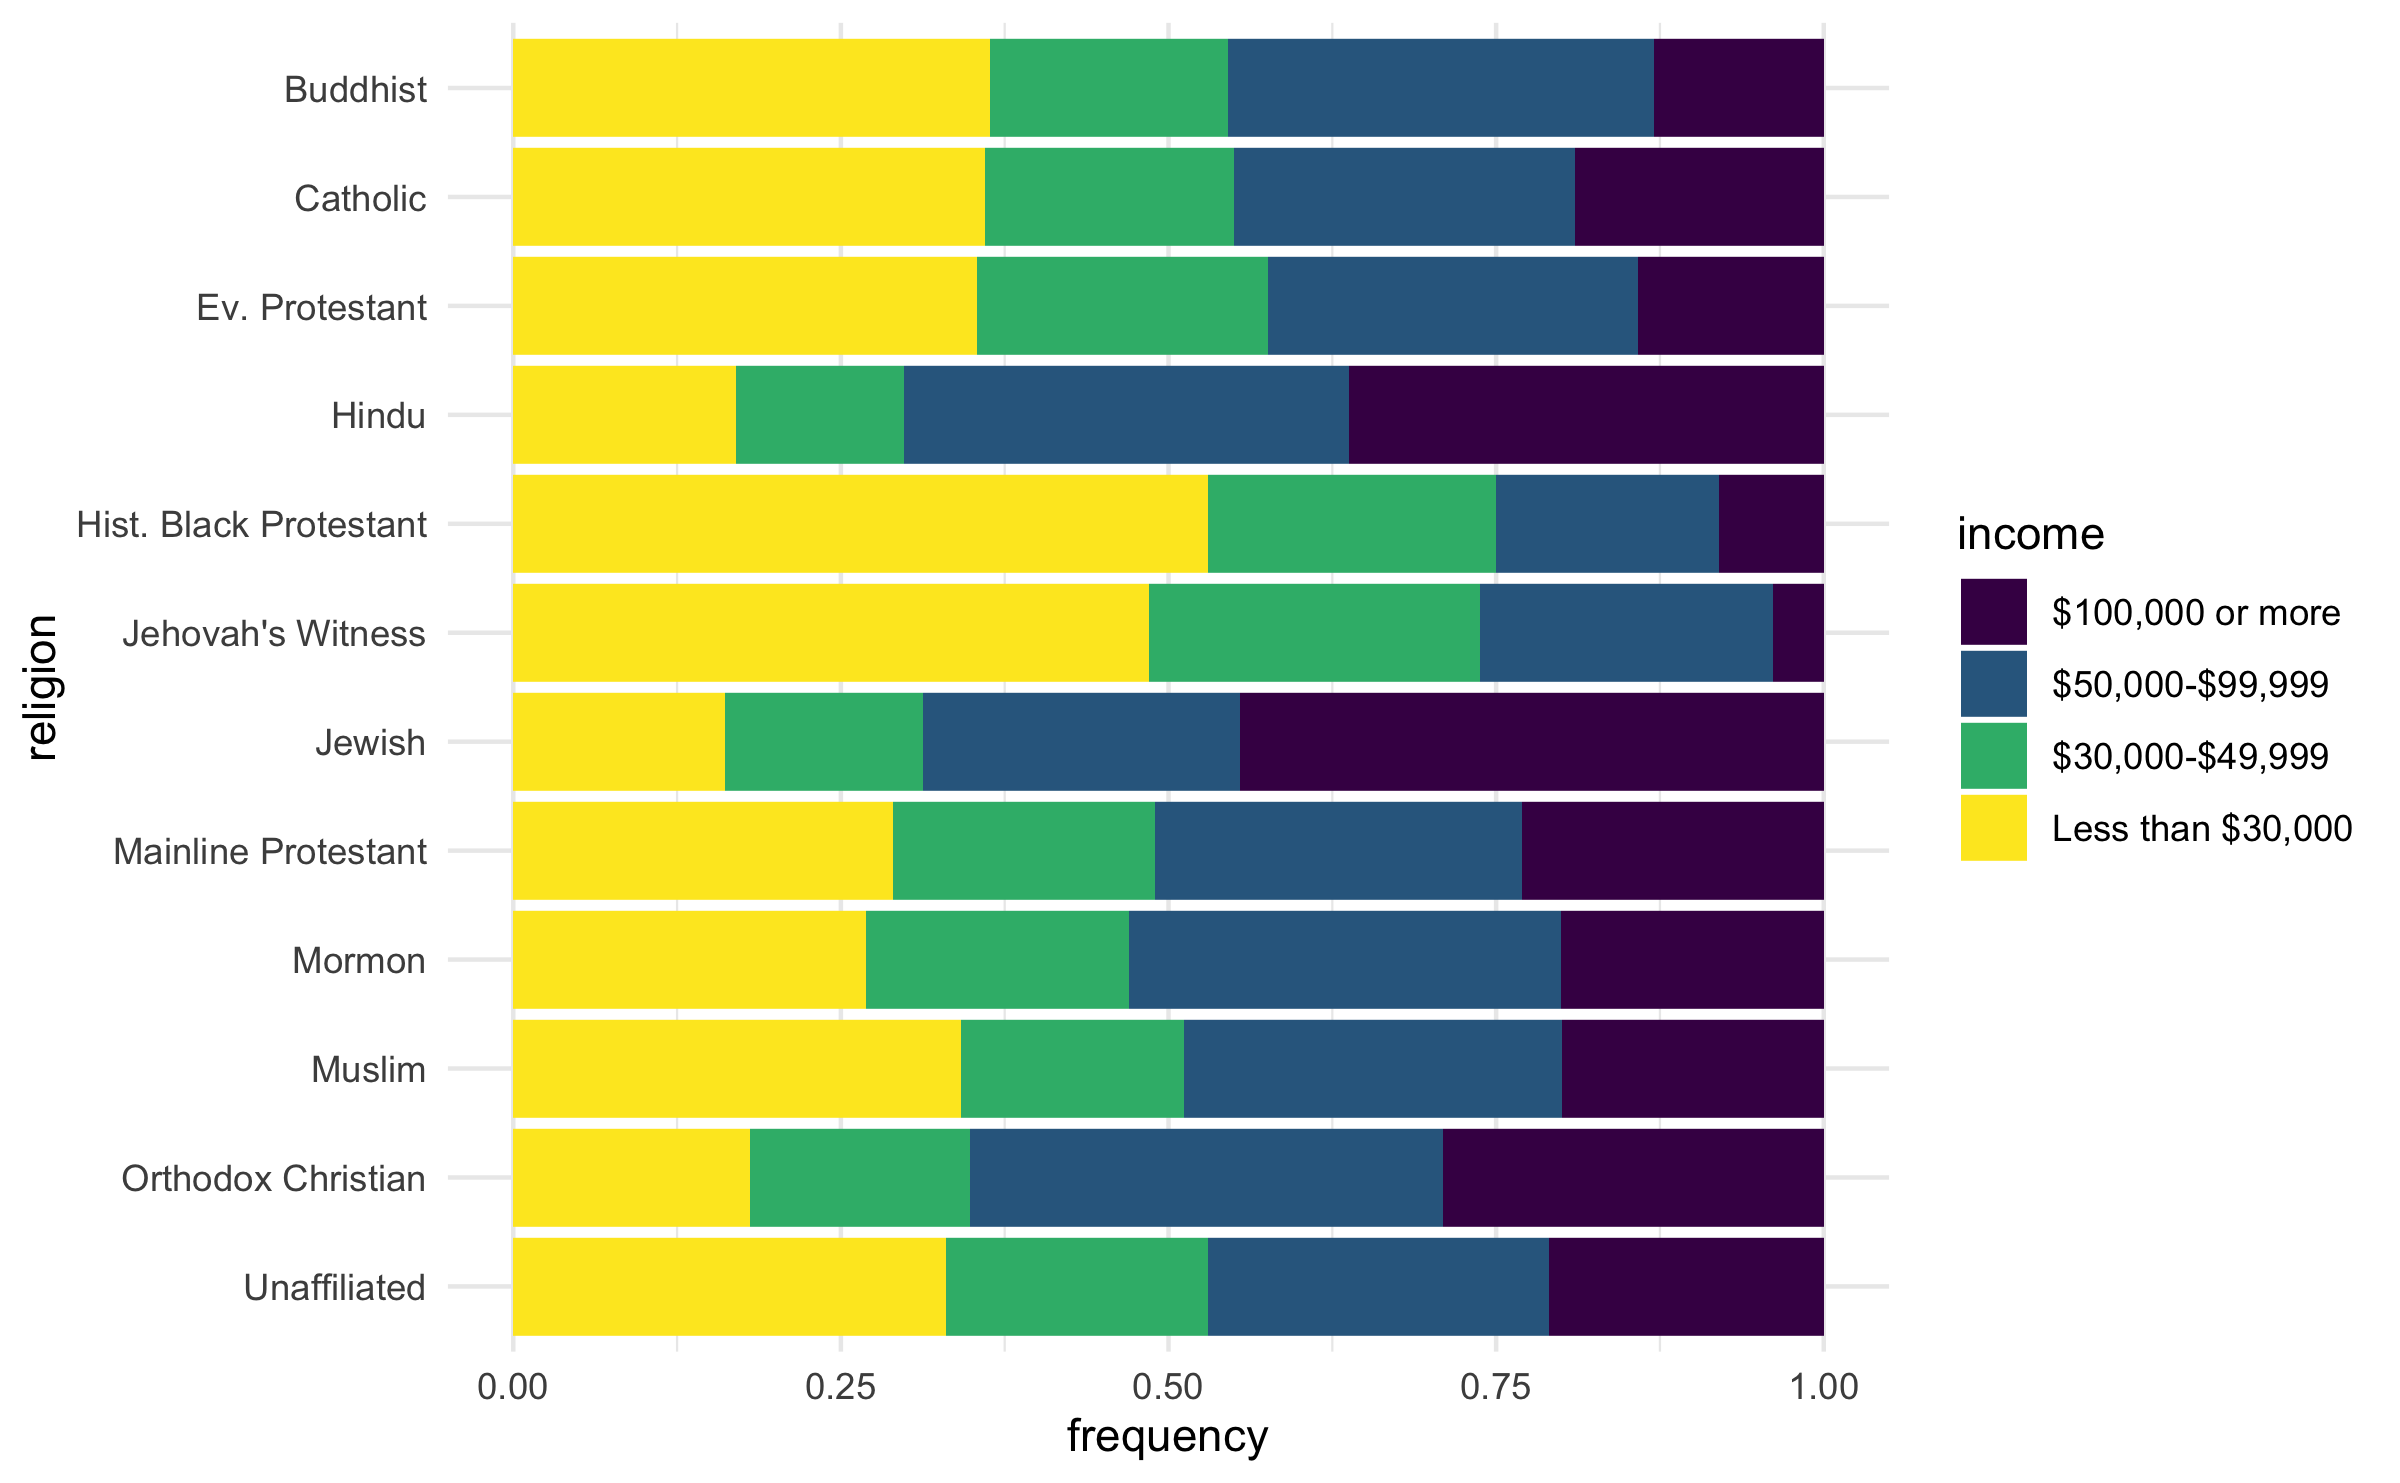 Buddhist
Catholic
Ev. Protestant
Hindu
Hist. Black Protestant
Jehovah's Witness
Jewish
Mainline Protestant
Mormon
Muslim
Orthodox Christian
Unaffiliated
religion
0.00 0.25 0.50 0.75 1.00
frequency
income
$100,000 or more
$50,000-$99,999
$30,000-$49,999
Less than $30,000